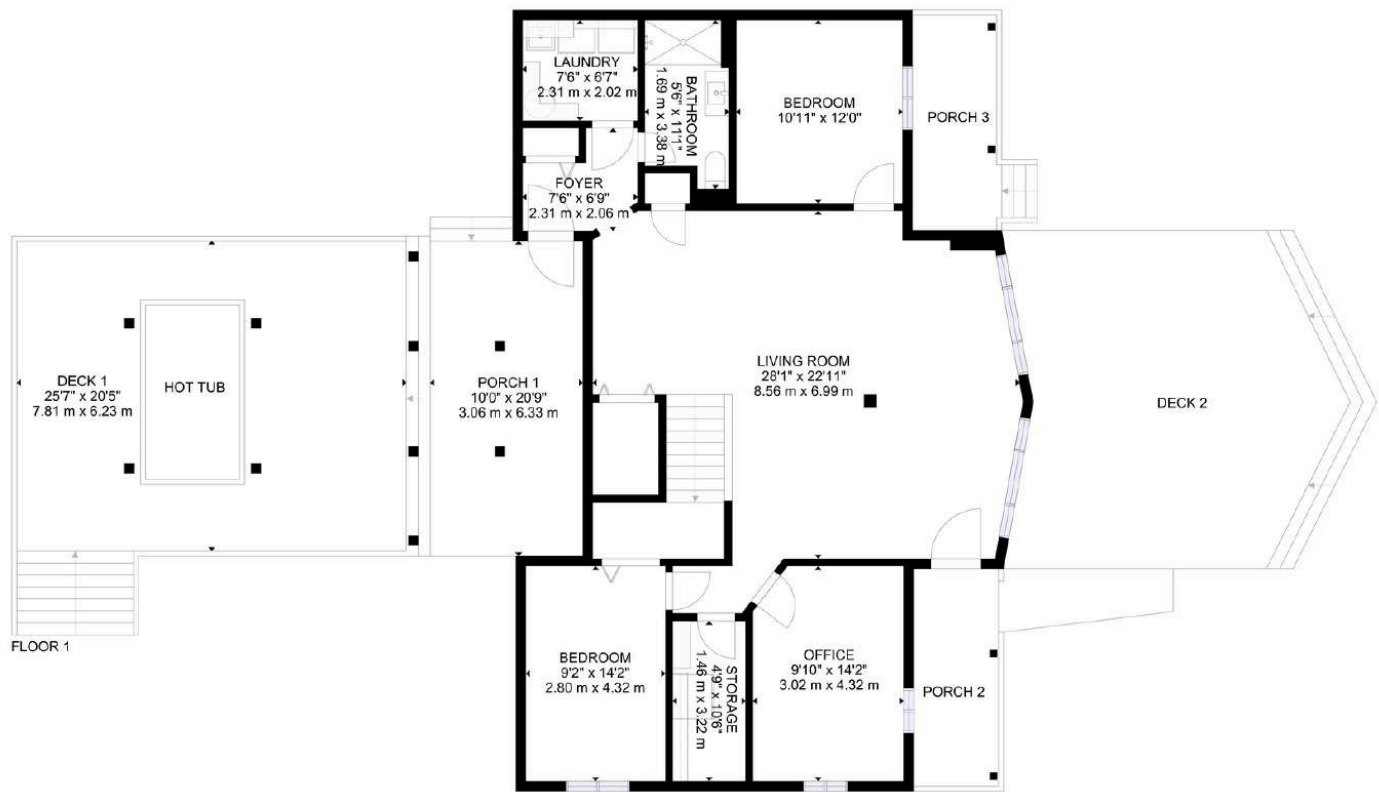 LAUNDRY
7'6" x 6'7"
2.31 m x 2.02 m
BATHROOM
5'6" x 11'1"
1.69 m x 3.38 m
BEDROOM
10'11" x 12'0"
PORCH 3
FOYER
7'6" x 6'9"
2.31 m x 2.06 m
DECK 1
25'7" x 20'5"
7.81 m x 6.23 m
HOT TUB
PORCH 1
10'0" x 20'9"
3.06 m x 6.33 m
LIVING ROOM
28'1" x 22'11"
8.56 m x 6.99 m
DECK 2
FLOOR 1
BEDROOM
9'2" x 14'2"
2.80 m x 4.32 m
STORAGE
4'9" x 10'6"
1.46 m x 3.22 m
OFFICE
9'10" x 14'2"
3.02 m x 4.32 m
PORCH 2